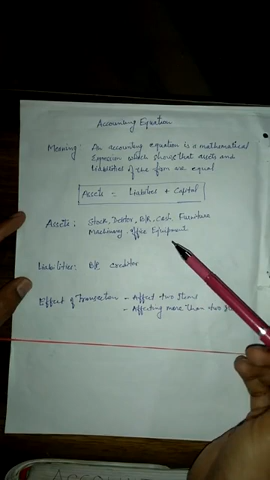 Accounting Equation
Meaning: An accounting equation is a mathematical
Expression which shows that assets and
liabilities of the firm are equal
Assets = Liabilities + Capital
Assets: Stock, Debtor, B/R, Cash, Furniture
Machinery, Office Equipment
Liabilities: B/P, Creditor
Effect of Transaction - Affect two Items
- Affecting more than two